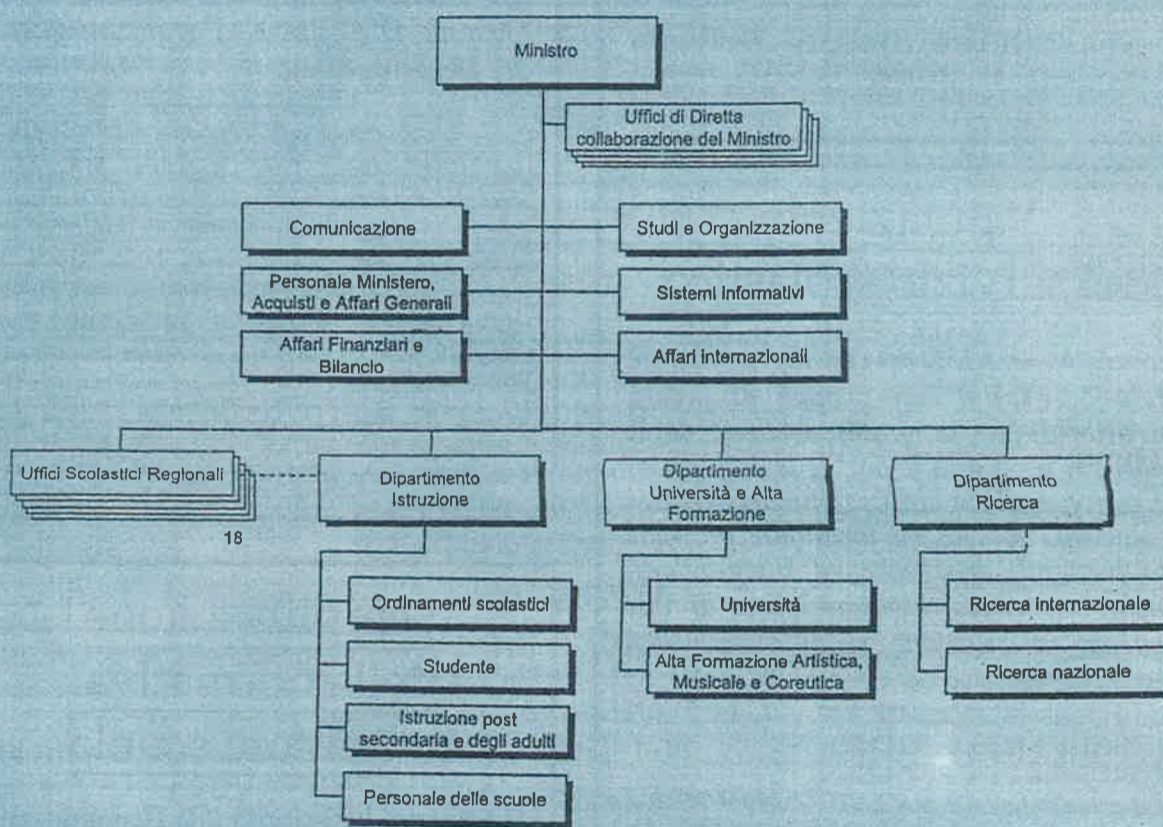 Ministro
Uffici di Diretta
collaborazione del Ministro
Comunicazione
Studi e Organizzazione
Personale Ministero,
Acquisti e Affari Generali
Sistemi informativi
Affari Finanziari e
Bilancio
Affari internazionali
Uffici Scolastici Regionali
18
Dipartimento
Istruzione
Dipartimento
Università e Alta
Formazione
Dipartimento
Ricerca
Ordinamenti scolastici
Studente
Istruzione post
secondaria e degli adulti
Personale delle scuole
Università
Alta Formazione Artistica,
Musicale e Coreutica
Ricerca internazionale
Ricerca nazionale